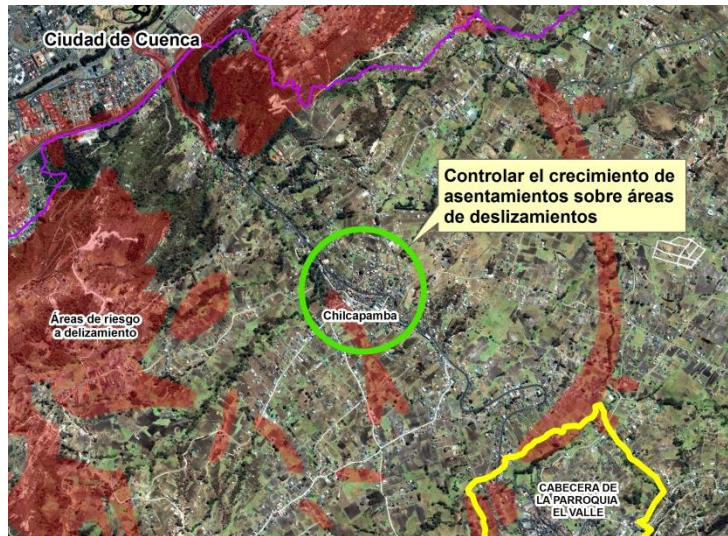 Ciudad de Cuenca
Controlar el crecimiento de
asentamientos sobre áreas
de deslizamientos
Áreas de riesgo
a delizamiento
Chilcapamba
CABECERA DE
LA PARROQUIA
EL VALLE